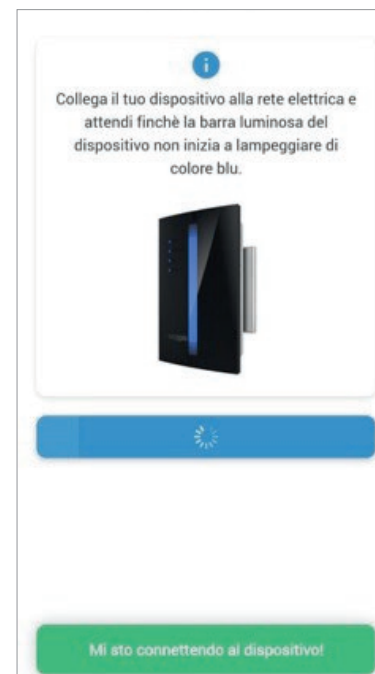 Collega il tuo dispositivo alla rete elettrica e
attendi finchè la barra luminosa del
dispositivo non inizia a lampeggiare di
colore blu.
Mi sto connettendo al dispositivo!